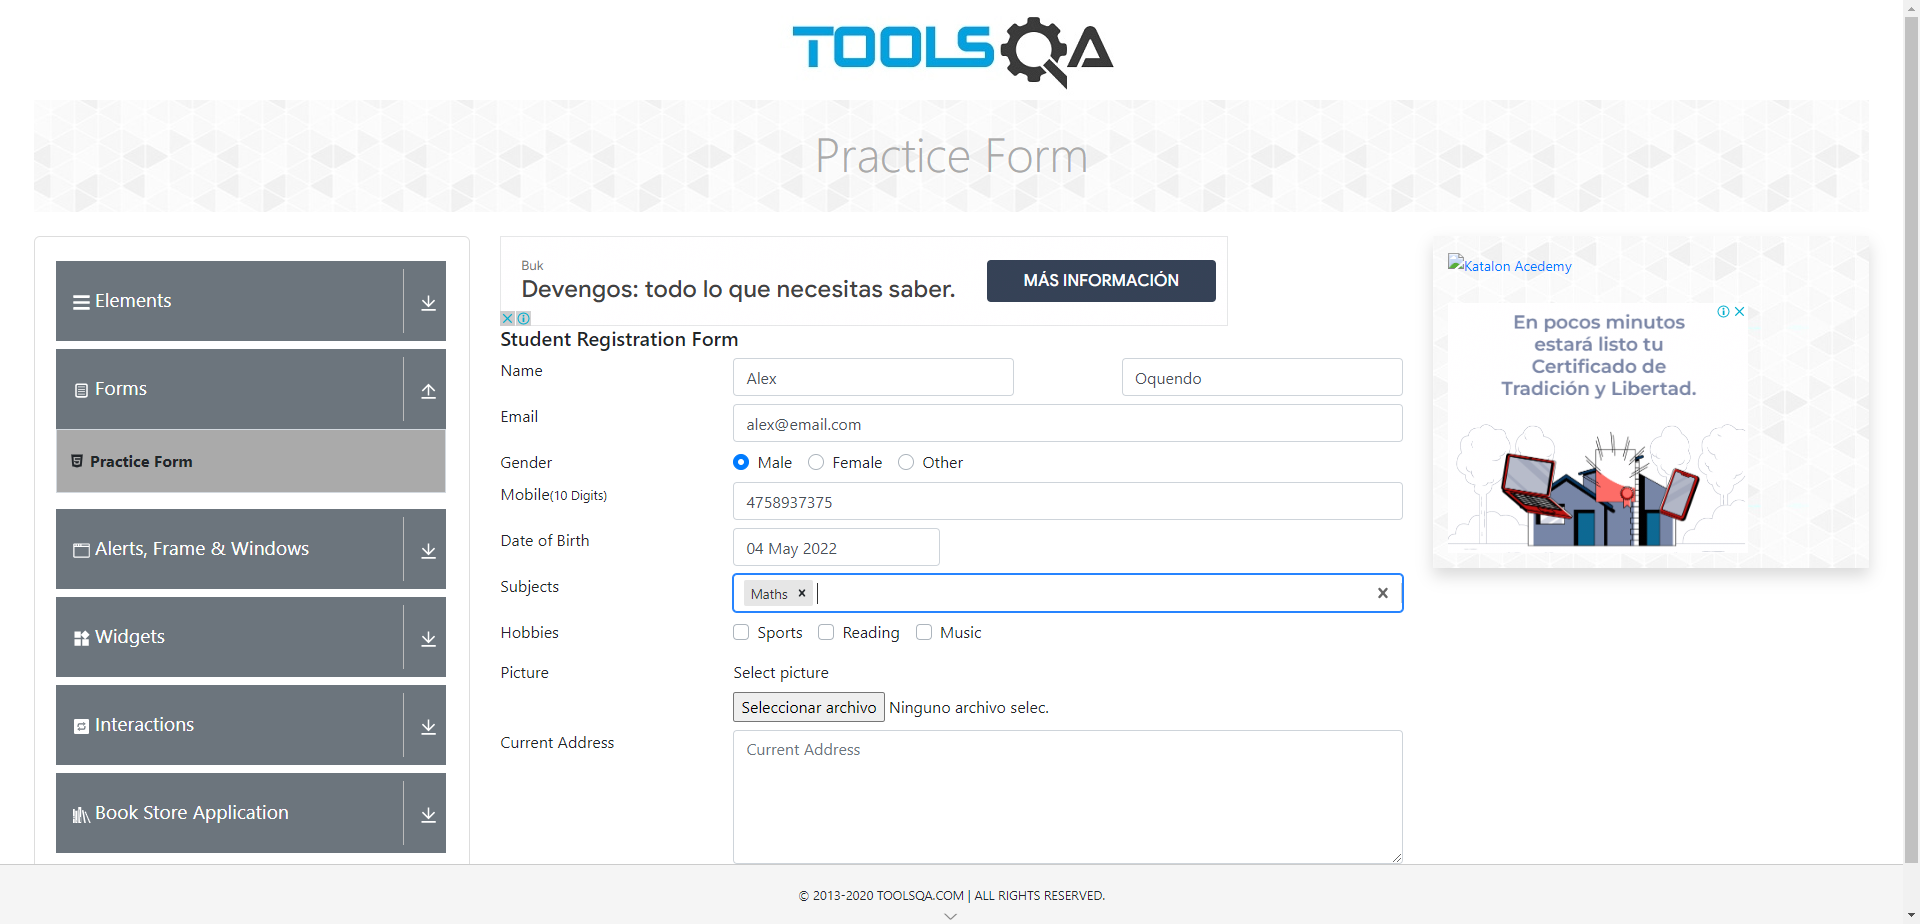 TOOLSQA
Practice Form
Elements
Forms
Practice Form
Alerts, Frame & Windows
Widgets
Interactions
Book Store Application
Buk
Devengos: todo lo que necesitas saber.
MÁS INFORMACIÓN
Student Registration Form
Name
Alex
Oquendo
Email
alex@email.com
Gender
Male Female Other
Mobile(10 Digits)
4758937375
Date of Birth
04 May 2022
Subjects
Maths
Hobbies
Sports Reading Music
Picture
Select picture
Seleccionar archivo Ninguno archivo selec.
Current Address
Current Address
Katalon Acedemy
En pocos minutos
estará listo tu
Certificado de
Tradición y Libertad.
© 2013-2020 TOOLSQA.COM | ALL RIGHTS RESERVED.